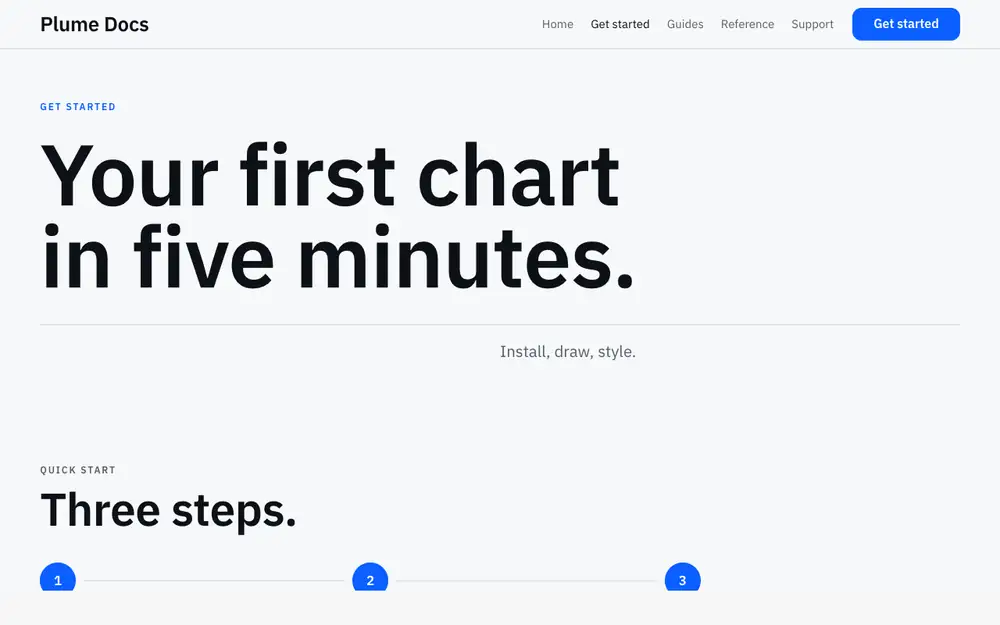 Plume Docs
Home Get started Guides Reference Support Get started
GET STARTED
Your first chart
in five minutes.
Install, draw, style.
QUICK START
Three steps.
1 2 3